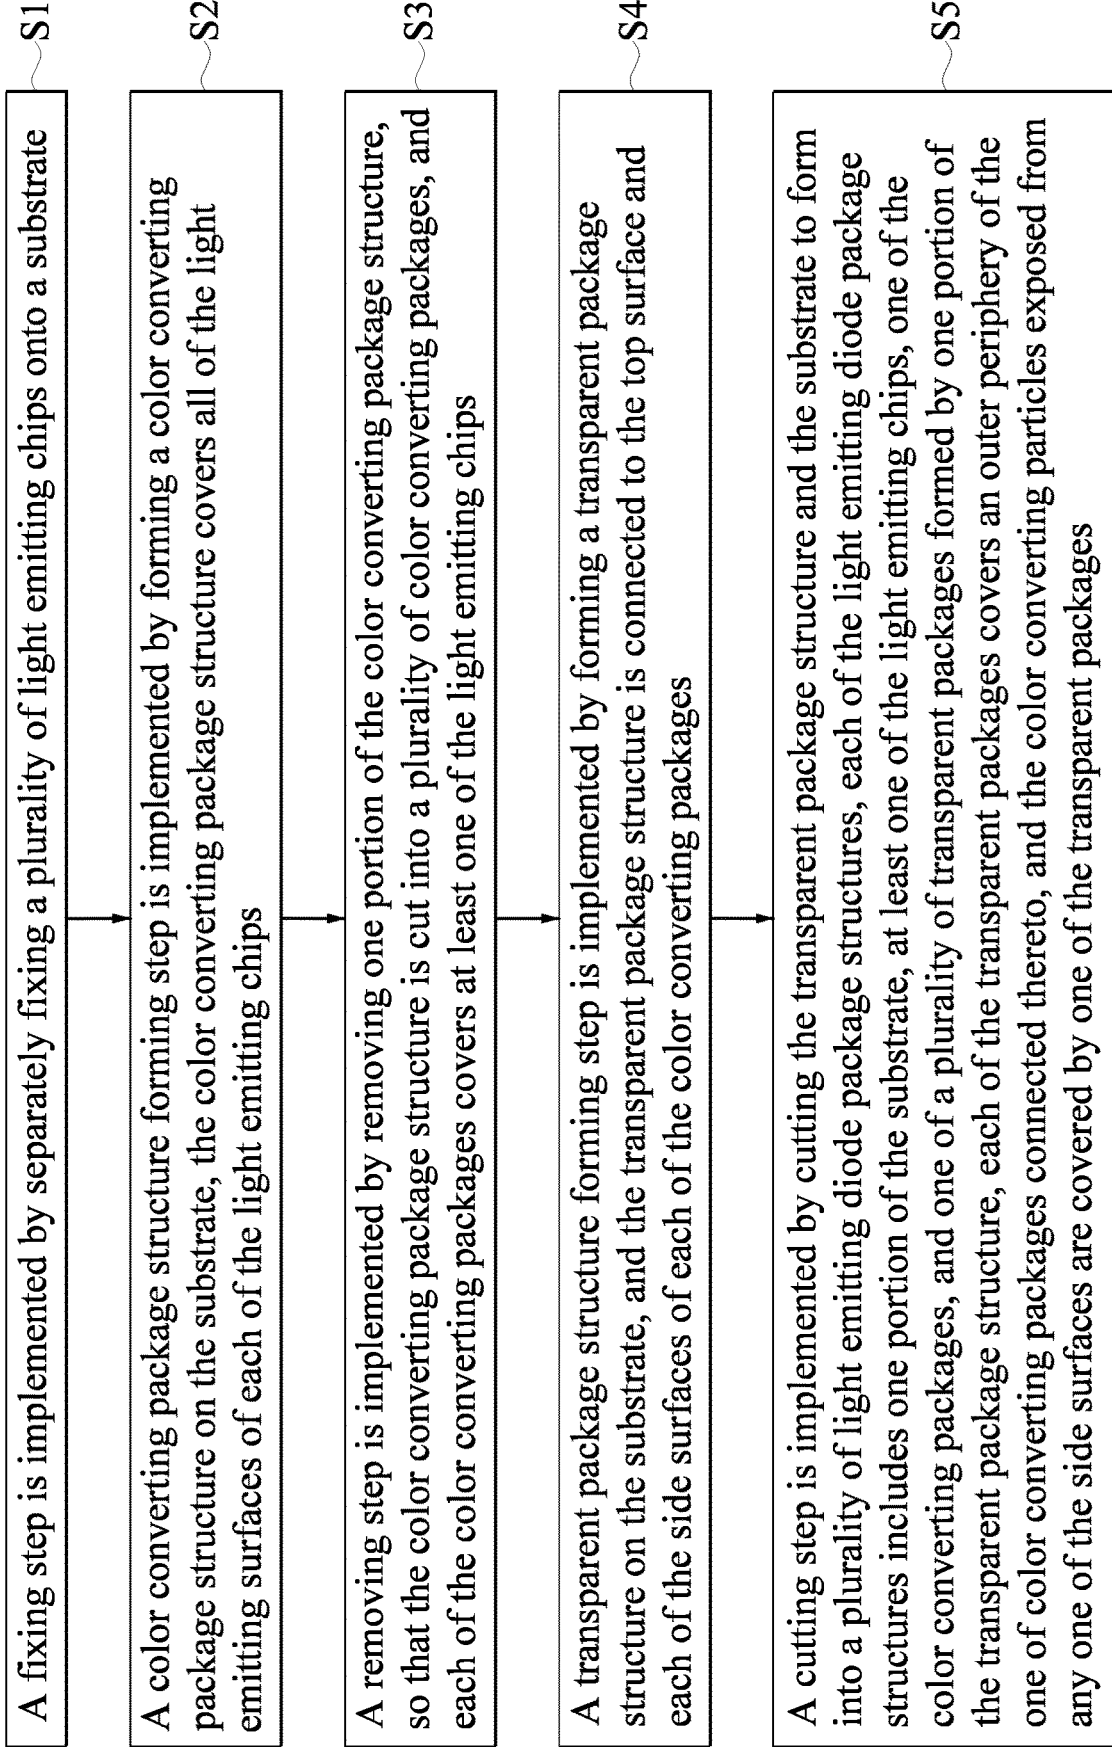 A fixing step is implemented by separately fixing a plurality of light emitting chips onto a substrate
S1
A color converting package structure forming step is implemented by forming a color converting
package structure on the substrate, the color converting package structure covers all of the light
emitting surfaces of each of the light emitting chips
S2
A removing step is implemented by removing one portion of the color converting package structure,
so that the color converting package structure is cut into a plurality of color converting packages, and
each of the color converting packages covers at least one of the light emitting chips
S3
A transparent package structure forming step is implemented by forming a transparent package
structure on the substrate, and the transparent package structure is connected to the top surface and
each of the side surfaces of each of the color converting packages
S4
A cutting step is implemented by cutting the transparent package structure and the substrate to form
into a plurality of light emitting diode package structures, each of the light emitting diode package
structures includes one portion of the substrate, at least one of the light emitting chips, one of the
color converting packages, and one of a plurality of transparent packages formed by one portion of
the transparent package structure, each of the transparent packages covers an outer periphery of the
one of color converting packages connected thereto, and the color converting particles exposed from
any one of the side surfaces are covered by one of the transparent packages
S5